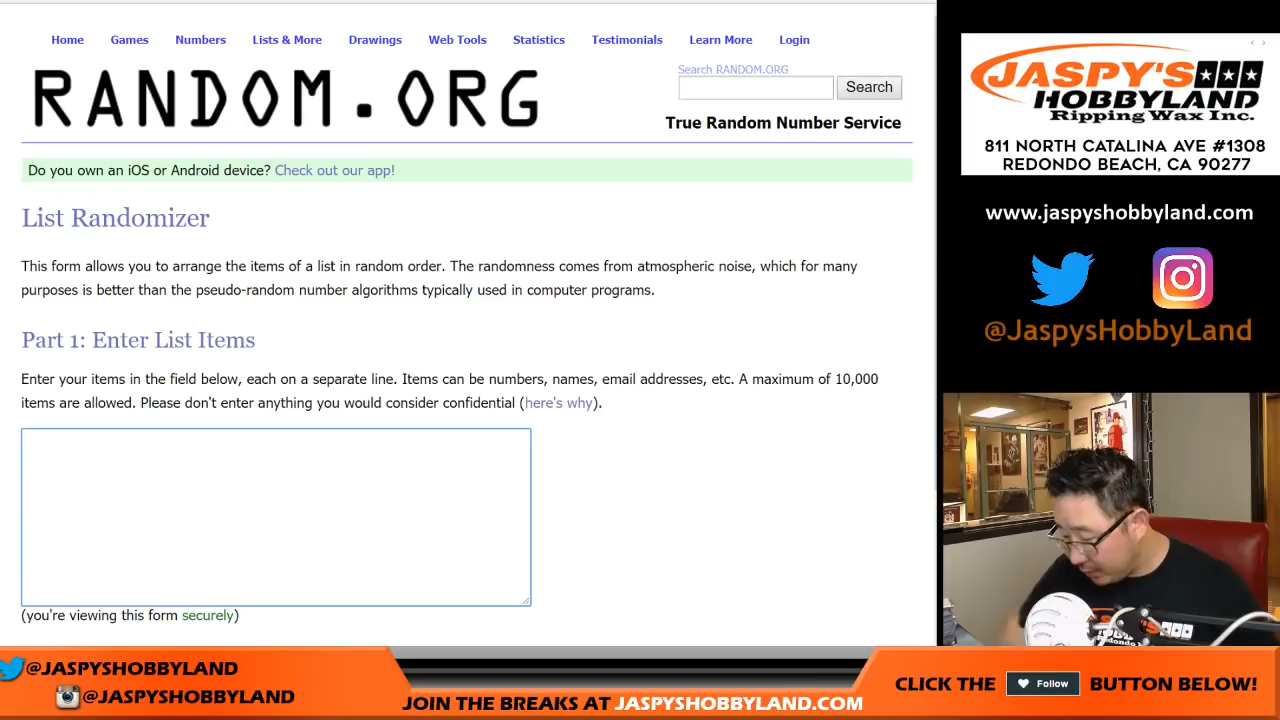 Home Games Numbers Lists & More Drawings Web Tools Statistics Testimonials Learn More Login
RANDOM.ORG
Search RANDOM.ORG
Search
True Random Number Service
Do you own an iOS or Android device? Check out our app!
List Randomizer
This form allows you to arrange the items of a list in random order. The randomness comes from atmospheric noise, which for many
purposes is better than the pseudo-random number algorithms typically used in computer programs.
Part 1: Enter List Items
Enter your items in the field below, each on a separate line. Items can be numbers, names, email addresses, etc. A maximum of 10,000
items are allowed. Please don't enter anything you would consider confidential (here's why).
(you're viewing this form securely)
JASPY'S
HOBBYLAND
Ripping Wax Inc.
811 NORTH CATALINA AVE #1308
REDONDO BEACH, CA 90277
www.jaspyshobbyland.com
@JaspysHobbyLand
@JASPYSHOBBYLAND
@JASPYSHOBBYLAND
JOIN THE BREAKS AT JASPYSHOBBYLAND.COM
CLICK THE Follow BUTTON BELOW!